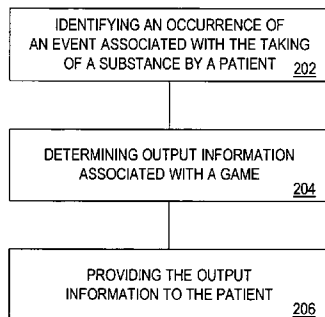 IDENTIFYING AN OCCURRENCE OF
AN EVENT ASSOCIATED WITH THE TAKING
OF A SUBSTANCE BY A PATIENT
202
DETERMINING OUTPUT INFORMATION
ASSOCIATED WITH A GAME
204
PROVIDING THE OUTPUT
INFORMATION TO THE PATIENT
206